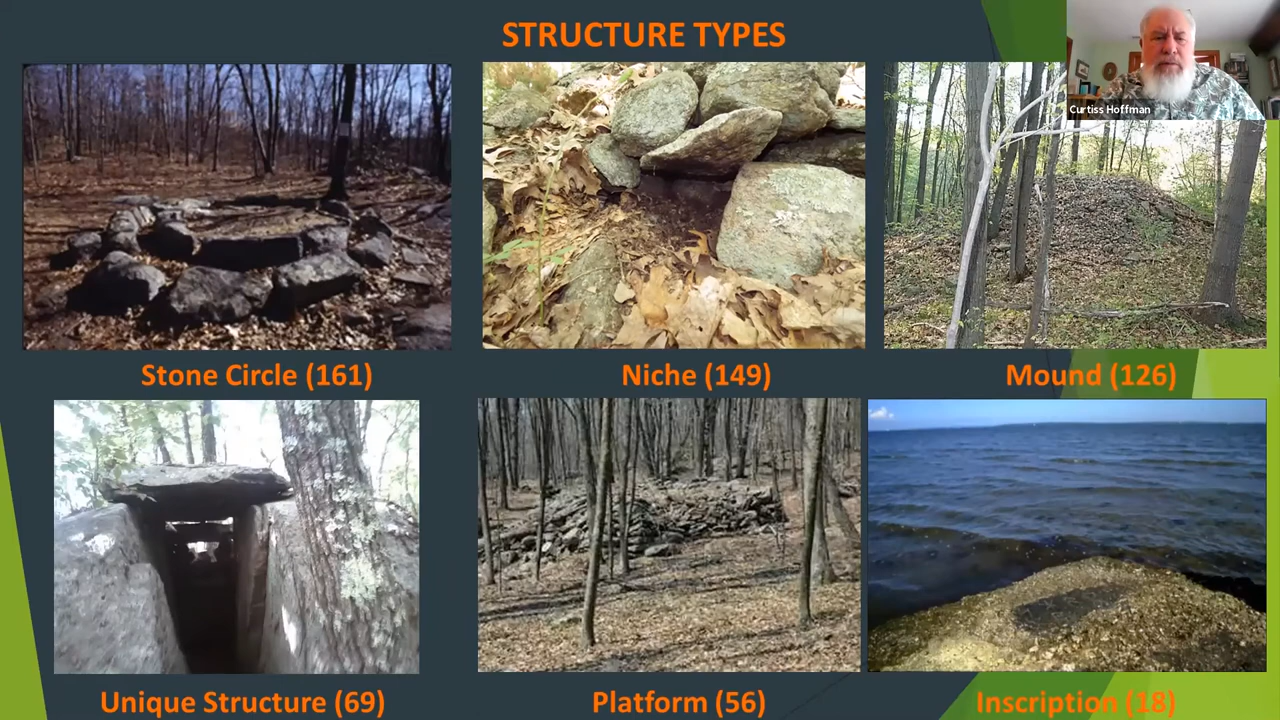 STRUCTURE TYPES
Curtiss Hoffman
Stone Circle (161)
Niche (149)
Mound (126)
Unique Structure (69)
Platform (56)
Inscription (18)